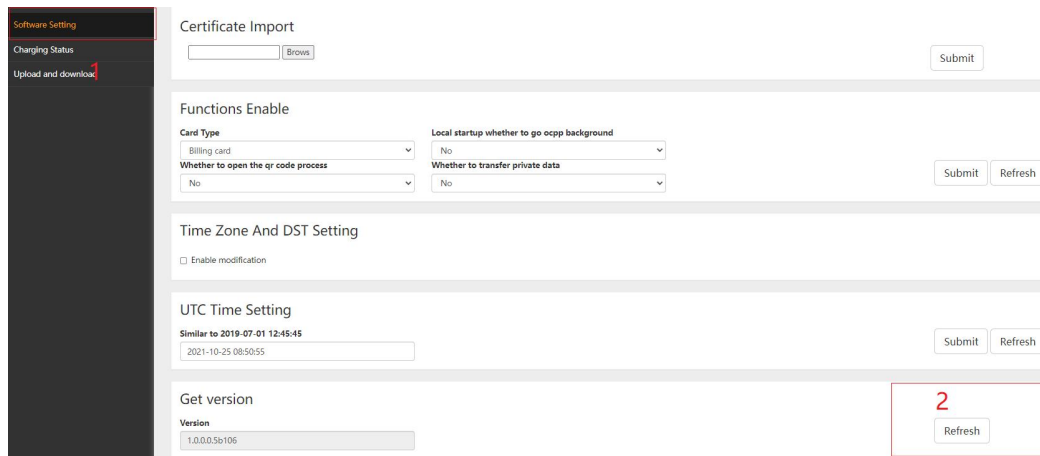 Software Setting
Charging Status
Upload and download
1
Certificate Import
Brows
Submit
Functions Enable
Card Type
Local startup whether to go ocpp background
Billing card
No
Whether to open the qr code process
Whether to transfer private data
No
No
Submit
Refresh
Time Zone And DST Setting
Enable modification
UTC Time Setting
Similar to 2019-07-01 12:45:45
2021-10-25 08:50:55
Submit
Refresh
Get version
2
Version
1.0.0.0.5b106
Refresh